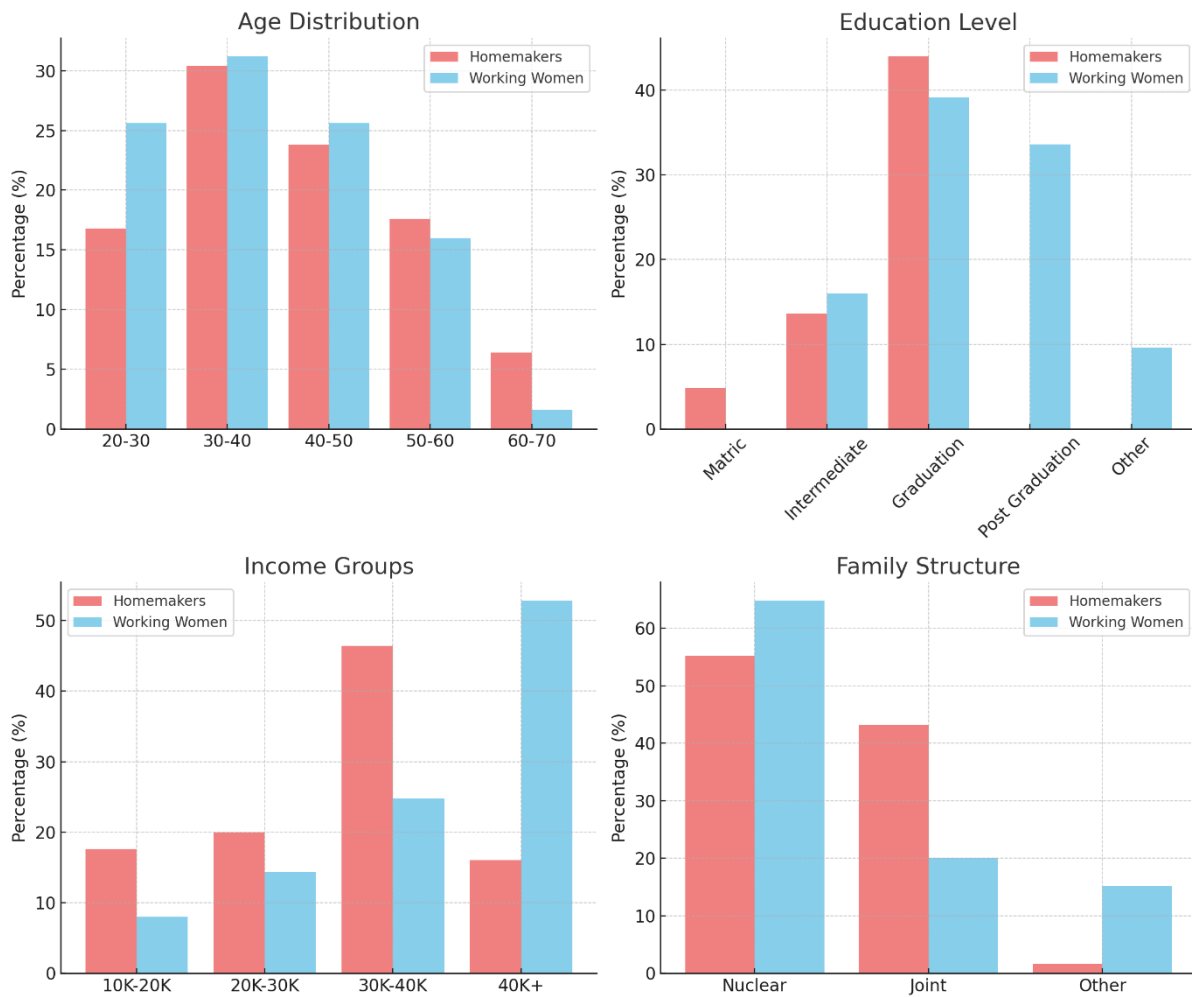 Age Distribution
Homemakers
Working Women
Percentage (%)
30
25
20
15
10
5
0
20-30 30-40 40-50 50-60 60-70
Education Level
Homemakers
Working Women
Percentage (%)
40
30
20
10
0
Matric Intermediate Graduation Post Graduation Other
Income Groups
Homemakers
Working Women
Percentage (%)
50
40
30
20
10
0
10K-20K 20K-30K 30K-40K 40K+
Family Structure
Homemakers
Working Women
Percentage (%)
60
50
40
30
20
10
0
Nuclear Joint Other